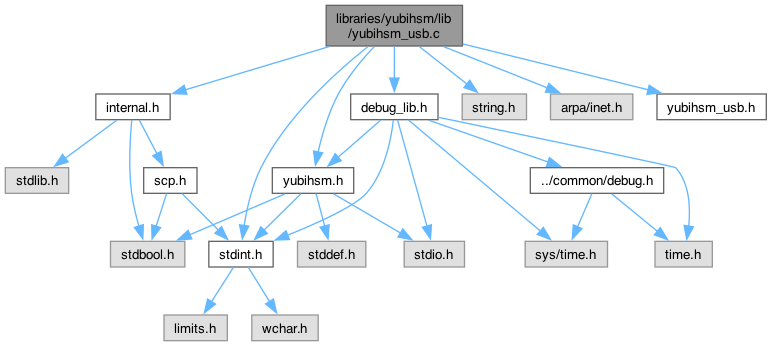 libraries/yubihsm/lib
/yubihsm_usb.c
internal.h
debug_lib.h
string.h
arpa/inet.h
yubihsm_usb.h
stdlib.h
scp.h
yubihsm.h
../common/debug.h
stdbool.h
stdint.h
stddef.h
stdio.h
sys/time.h
time.h
limits.h
wchar.h